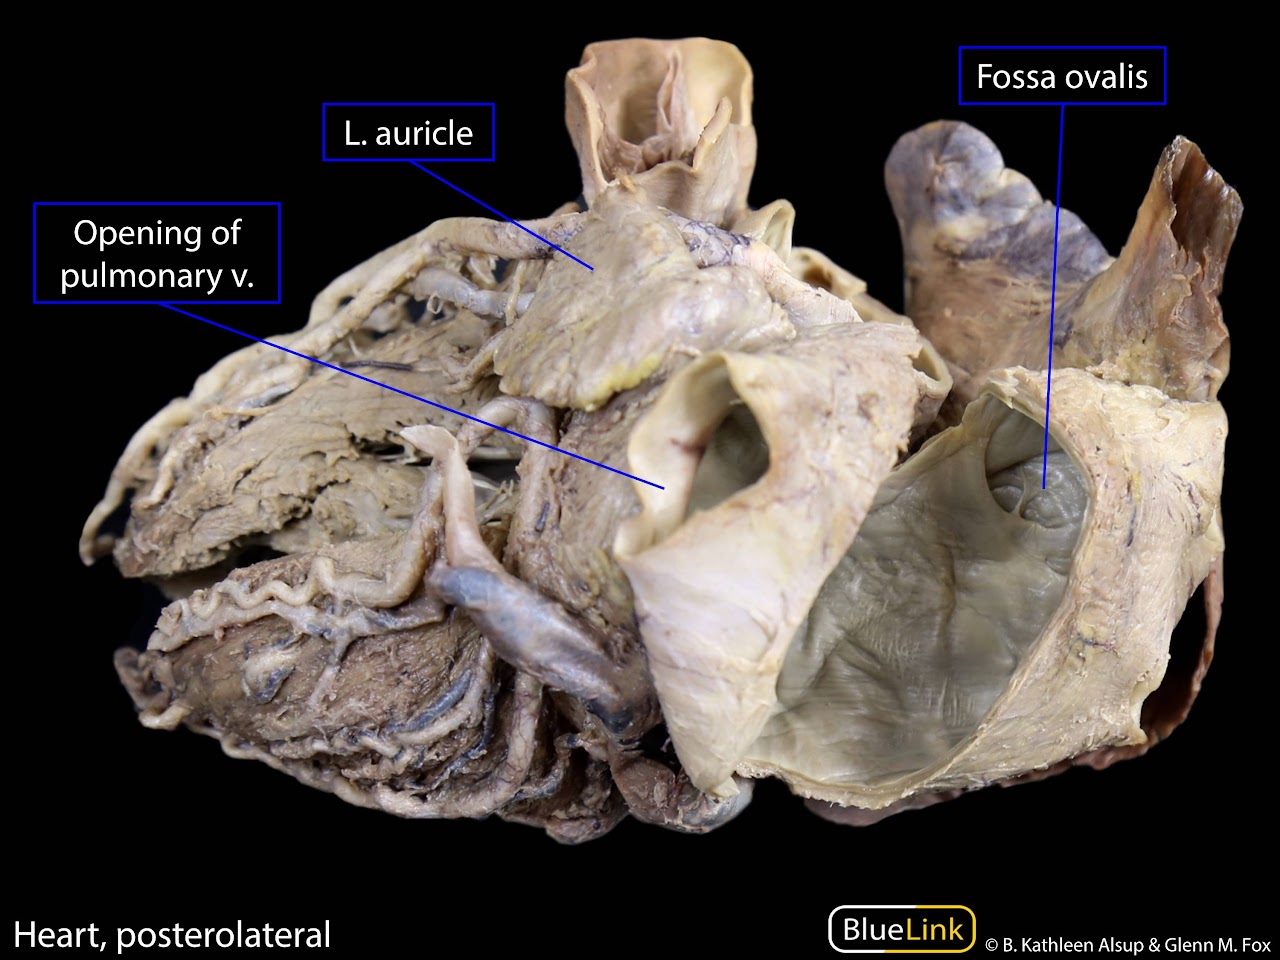 Fossa ovalis
L. auricle
Opening of
pulmonary v.
Heart, posterolateral
BlueLink
© B. Kathleen Alsup & Glenn M. Fox